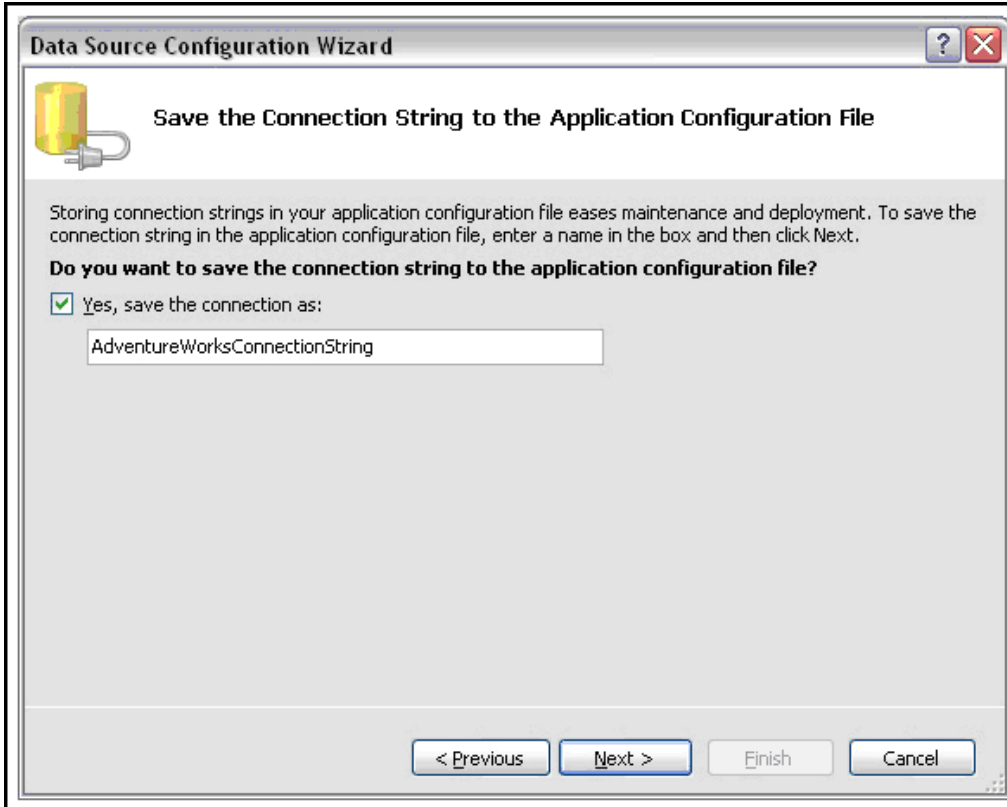 Data Source Configuration Wizard
?
Save the Connection String to the Application Configuration File
Storing connection strings in your application configuration file eases maintenance and deployment. To save the
connection string in the application configuration file, enter a name in the box and then click Next.
Do you want to save the connection string to the application configuration file?
Yes, save the connection as:
AdventureWorksConnectionString
< Previous
Next >
Finish
Cancel